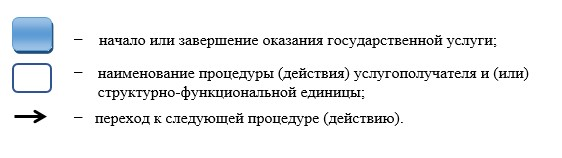 – начало или завершение оказания государственной услуги;
– наименование процедуры (действия) услугополучателя и (или)
структурно-функциональной единицы;
– переход к следующей процедуре (действию).